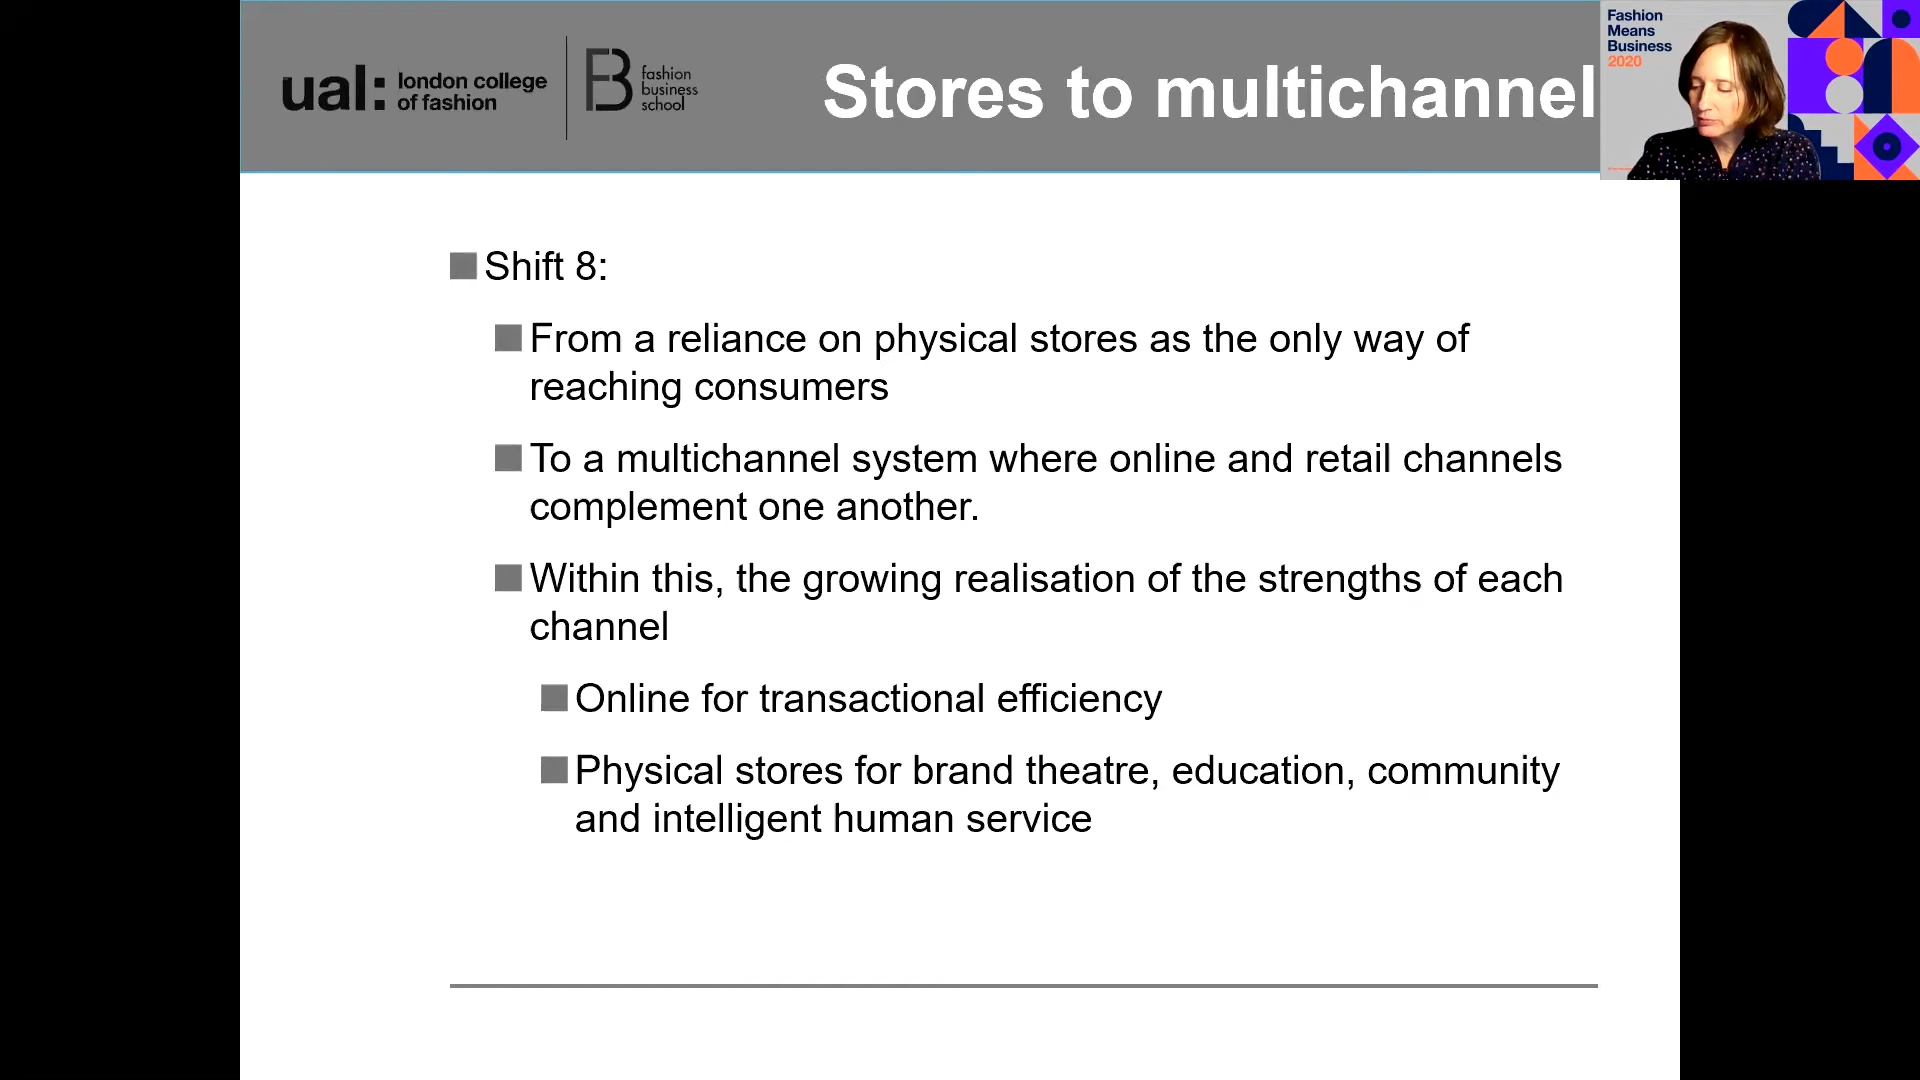 ual: london college
of fashion
fashion
business
school
Stores to multichannel
Fashion
Means
Business
2020
Shift 8:
From a reliance on physical stores as the only way of
reaching consumers
To a multichannel system where online and retail channels
complement one another.
Within this, the growing realisation of the strengths of each
channel
Online for transactional efficiency
Physical stores for brand theatre, education, community
and intelligent human service